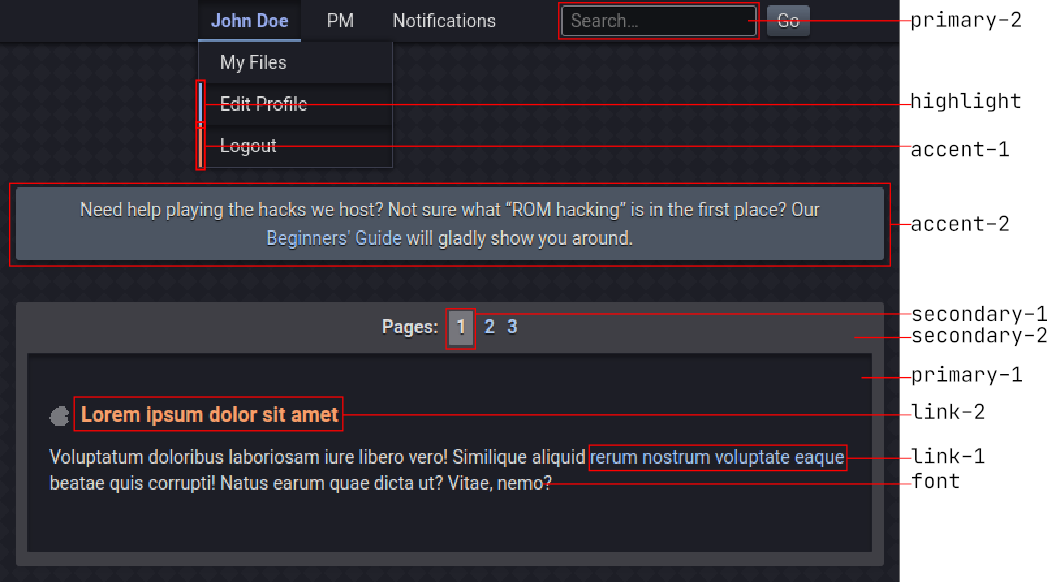 John Doe PM Notifications Search... Go primary-2
My Files
Edit Profile highlight
Logout accent-1
Need help playing the hacks we host? Not sure what “ROM hacking” is in the first place? Our
Beginners' Guide will gladly show you around.
accent-2
Pages: 1 2 3
secondary-1
secondary-2
primary-1
Lorem ipsum dolor sit amet link-2
Voluptatum doloribus laboriosam iure libero vero! Similique aliquid rerum nostrum voluptate eaque link-1
beatae quis corrupti! Natus earum quae dicta ut? Vitae, nemo? font